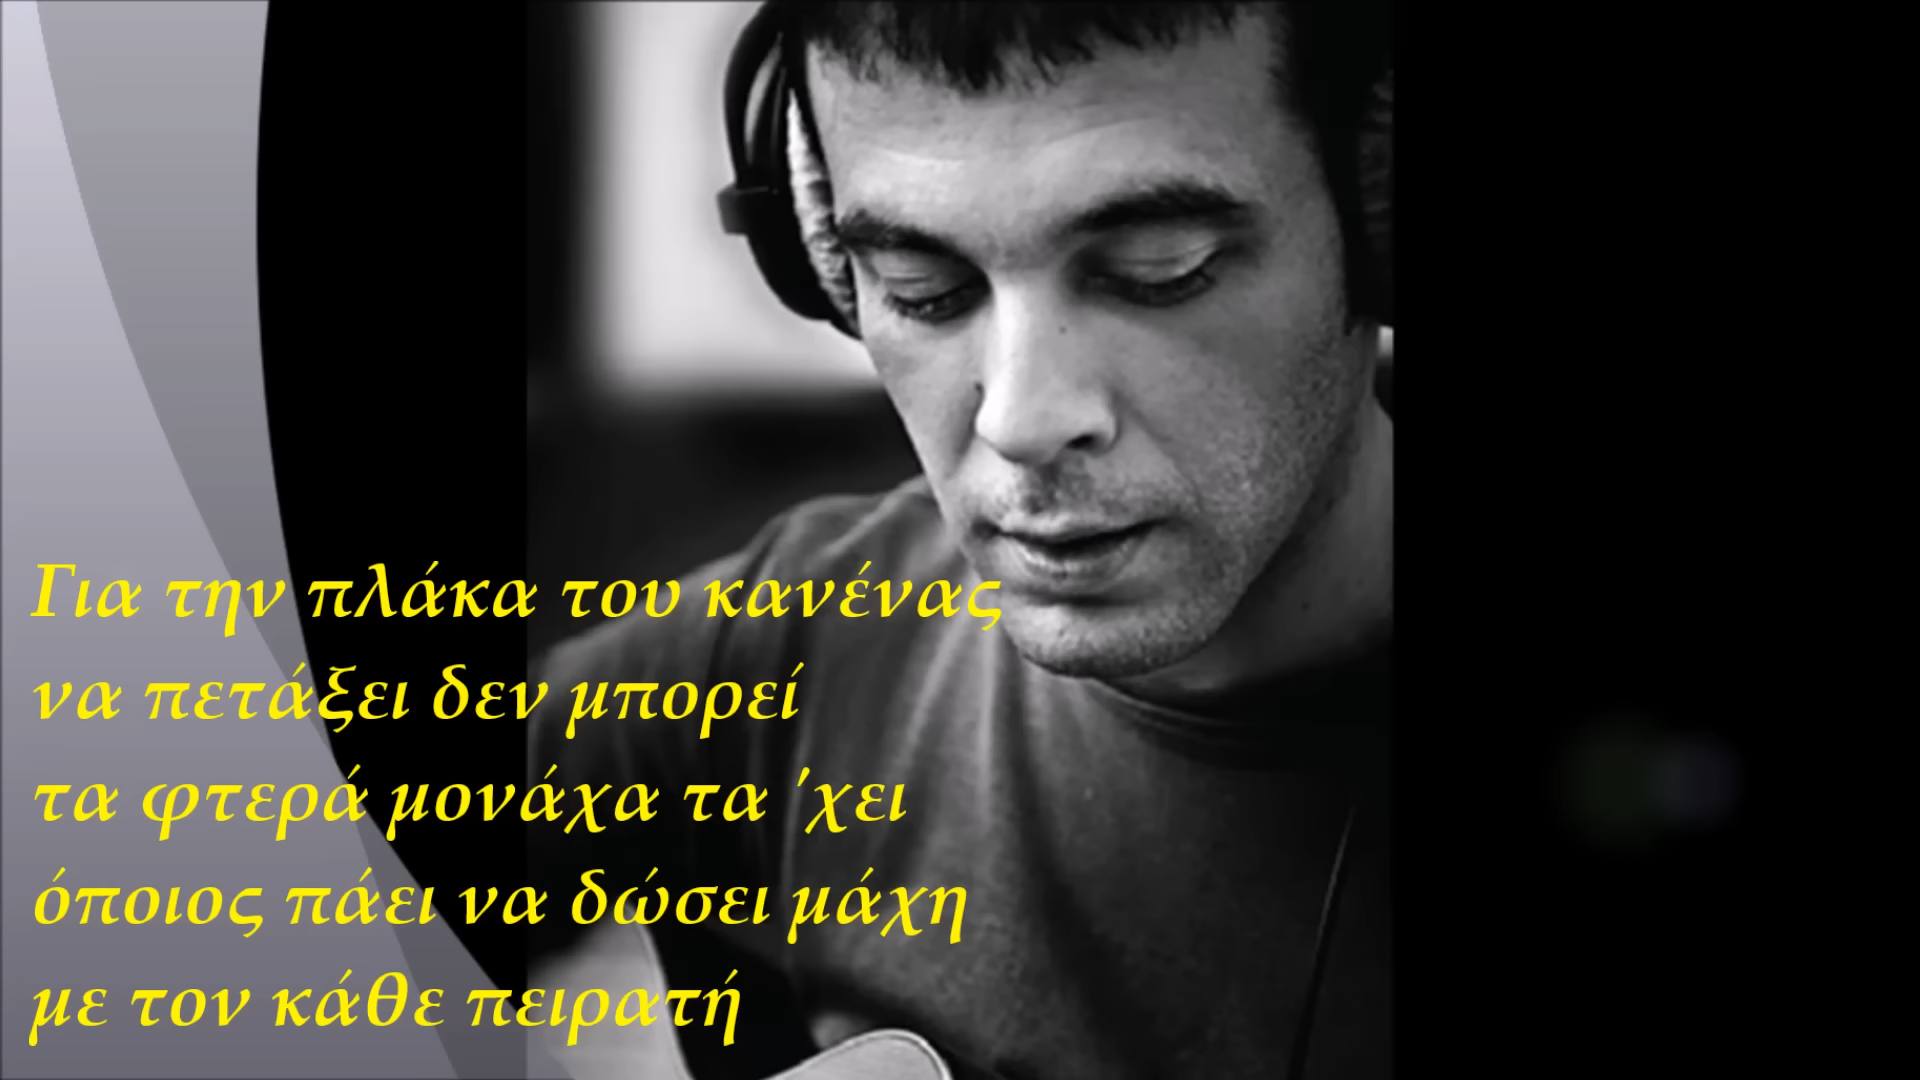 Για την πλάκα του κανένας
να πετάξει δεν μπορεί
τα φτερά μονάχα τα 'χει
όποιος πάει να δώσει μάχη
με τον κάθε πειρατή